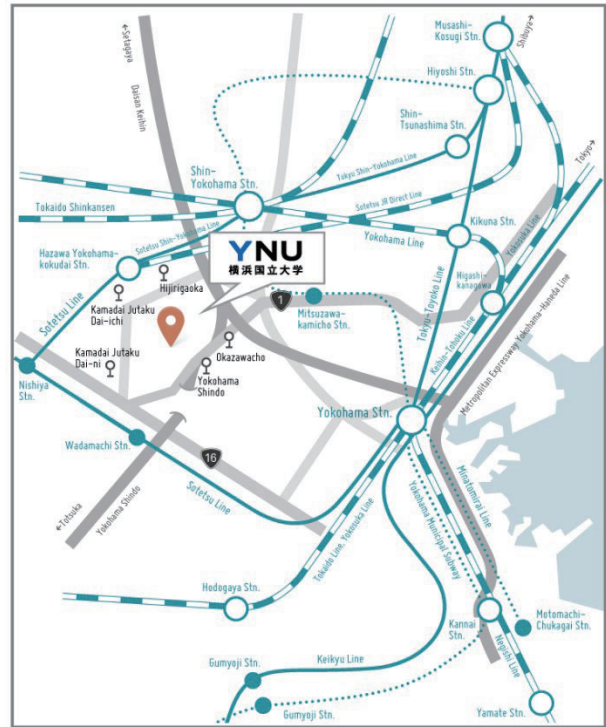 Musashi-
Kosugi Stn.
Shibuya→
←Setagaya
Daisan Keihin
Hiyoshi Stn.
Shin-
Tsunashima Stn.
Tokyo→
Shin-
Yokohama Stn.
Tokyu Shin-Yokohama Line
Sotetsu JR Direct Line
Tokaido Shinkansen
Sotetsu Shin-Yokohama Line
Yokohama Line
Kikuna Stn.
Yokosuka Line
Hazawa Yokohama-
kokudai Stn.
YNU
横浜国立大学
Hijirigaoka
Kamadai Jutaku
Dai-ichi
Sotetsu Line
1
Mitsuzawa-
kamicho Stn.
Tokyu-Toyoko Line
Higashi-
kanagawa
Keihin-Tohoku Line
Metropolitan Expressway Yokohama-Haneda Line
Kamadai Jutaku
Dai-ni
Okazawacho
Yokohama
Shindo
Nishiya
Stn.
Yokohama Stn.
Wadamachi Stn.
16
Sotetsu Line
←Totsuka
Yokohama Shindo
Tokaido Line, Yokosuka Line
Yokohama Municipal Subway
Minatomirai Line
Hodogaya Stn.
Kannai
Stn.
Motomachi-
Chukagai Stn.
Negishi Line
Gumyoji Stn.
Keikyu Line
Gumyoji Stn.
Yamate Stn.